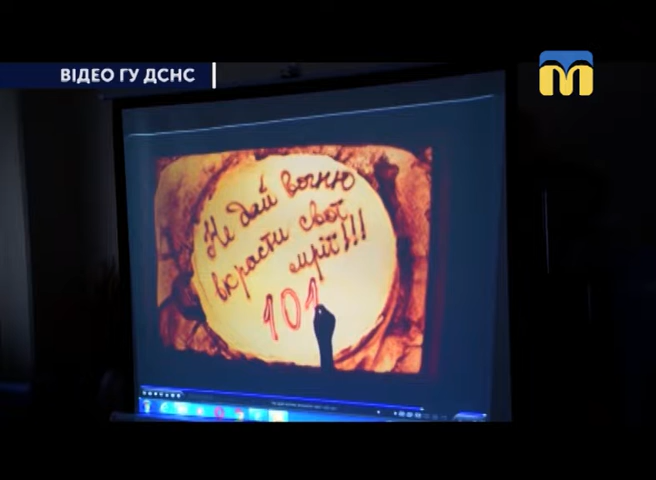 ВІДЕО ГУ ДСНС
М
Не дай вогню
вкрасти свої
мрії!!!
101